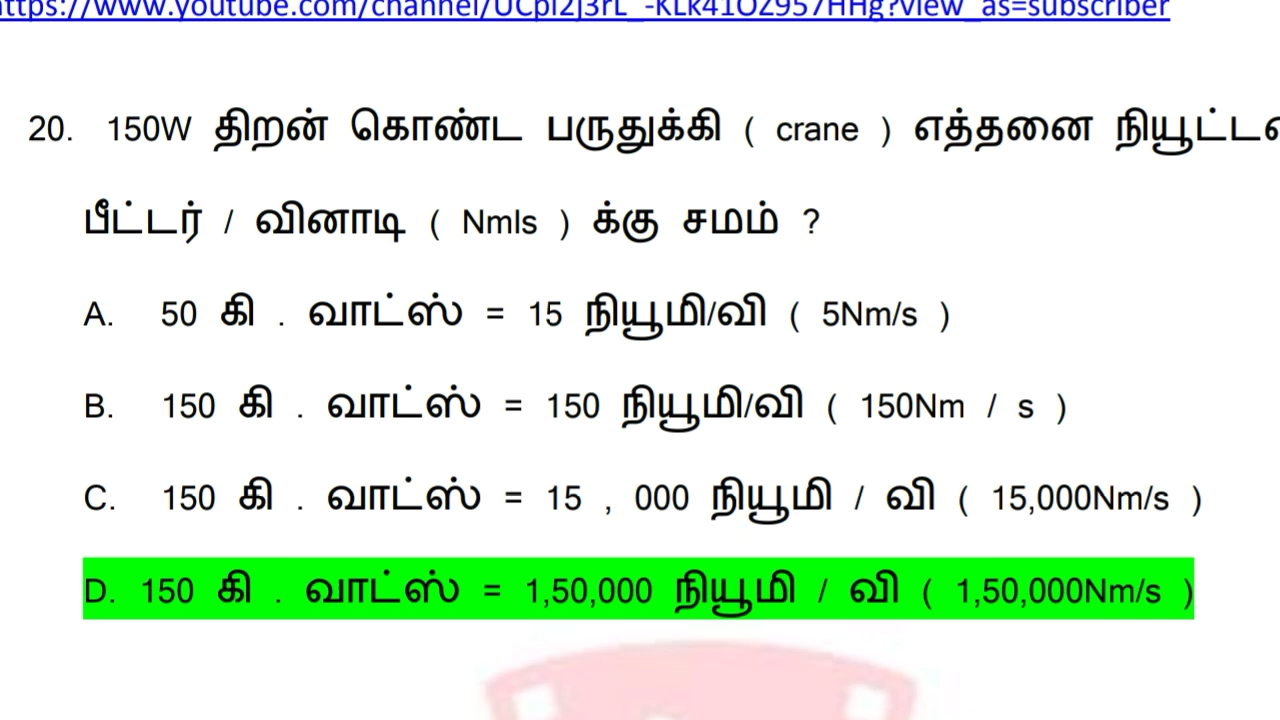 https://www.youtube.com/channel/UCpI2j3rL_-KLk41OZ957HHg?view_as=subscriber
20. 150W திறன் கொண்ட பருதுக்கி ( crane ) எத்தனை நியூட்ட
பீட்டர் / வினாடி ( Nmls ) க்கு சமம் ?
A. 50 கி . வாட்ஸ் = 15 நியூமி/வி ( 5Nm/s )
B. 150 கி . வாட்ஸ் = 150 நியூமி/வி ( 150Nm / s )
C. 150 கி . வாட்ஸ் = 15 , 000 நியூமி / வி ( 15,000Nm/s )
D. 150 கி . வாட்ஸ் = 1,50,000 நியூமி / வி ( 1,50,000Nm/s )